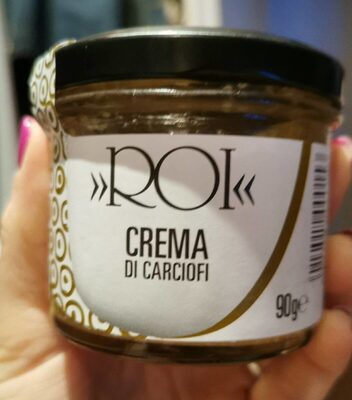 »ROI«
CREMA
DI CARCIOFI
90g℮